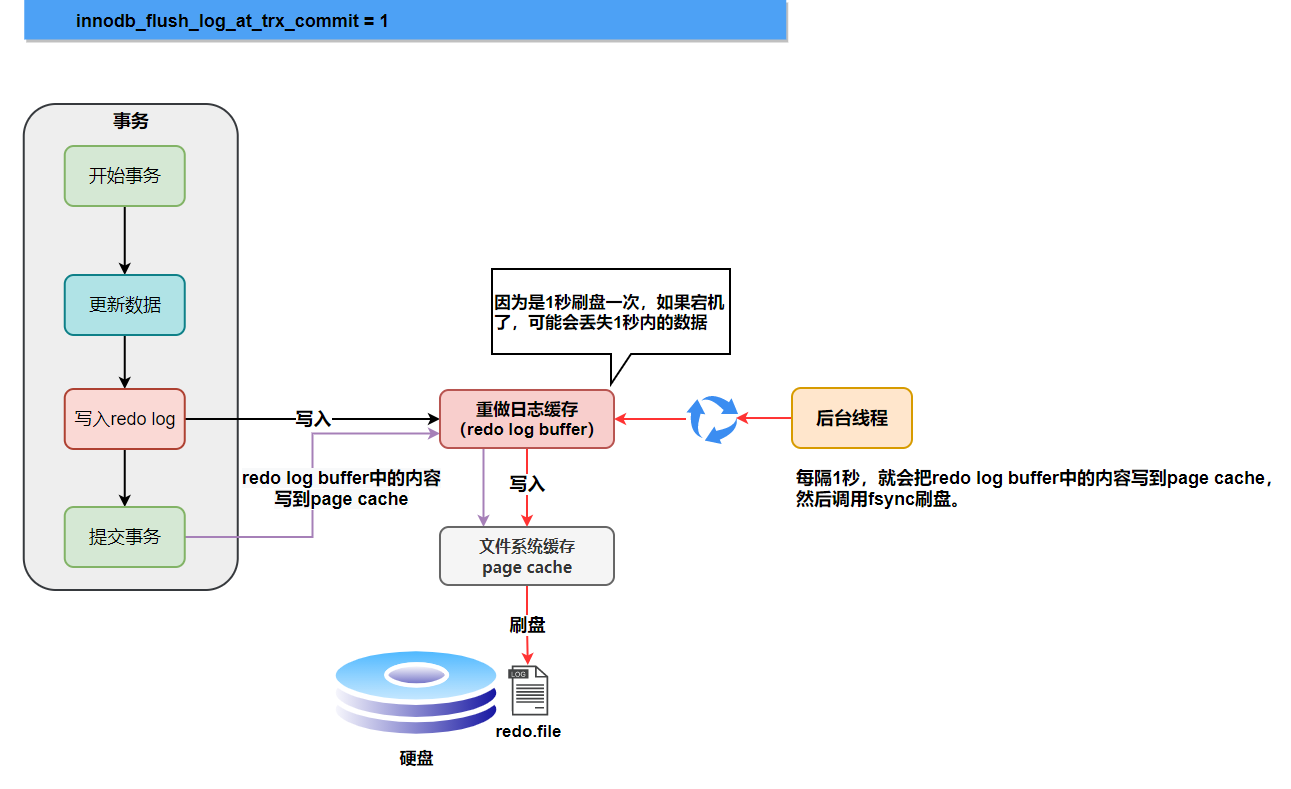 innodb_flush_log_at_trx_commit = 1
事务
开始事务
更新数据
写入redo log
提交事务
因为是1秒刷盘一次，如果宕机
了，可能会丢失1秒内的数据
写入
重做日志缓存
（redo log buffer）
后台线程
redo log buffer中的内容
写到page cache
写入
每隔1秒，就会把redo log buffer中的内容写到page cache，
然后调用fsync刷盘。
文件系统缓存
page cache
刷盘
LOG
redo.file
硬盘